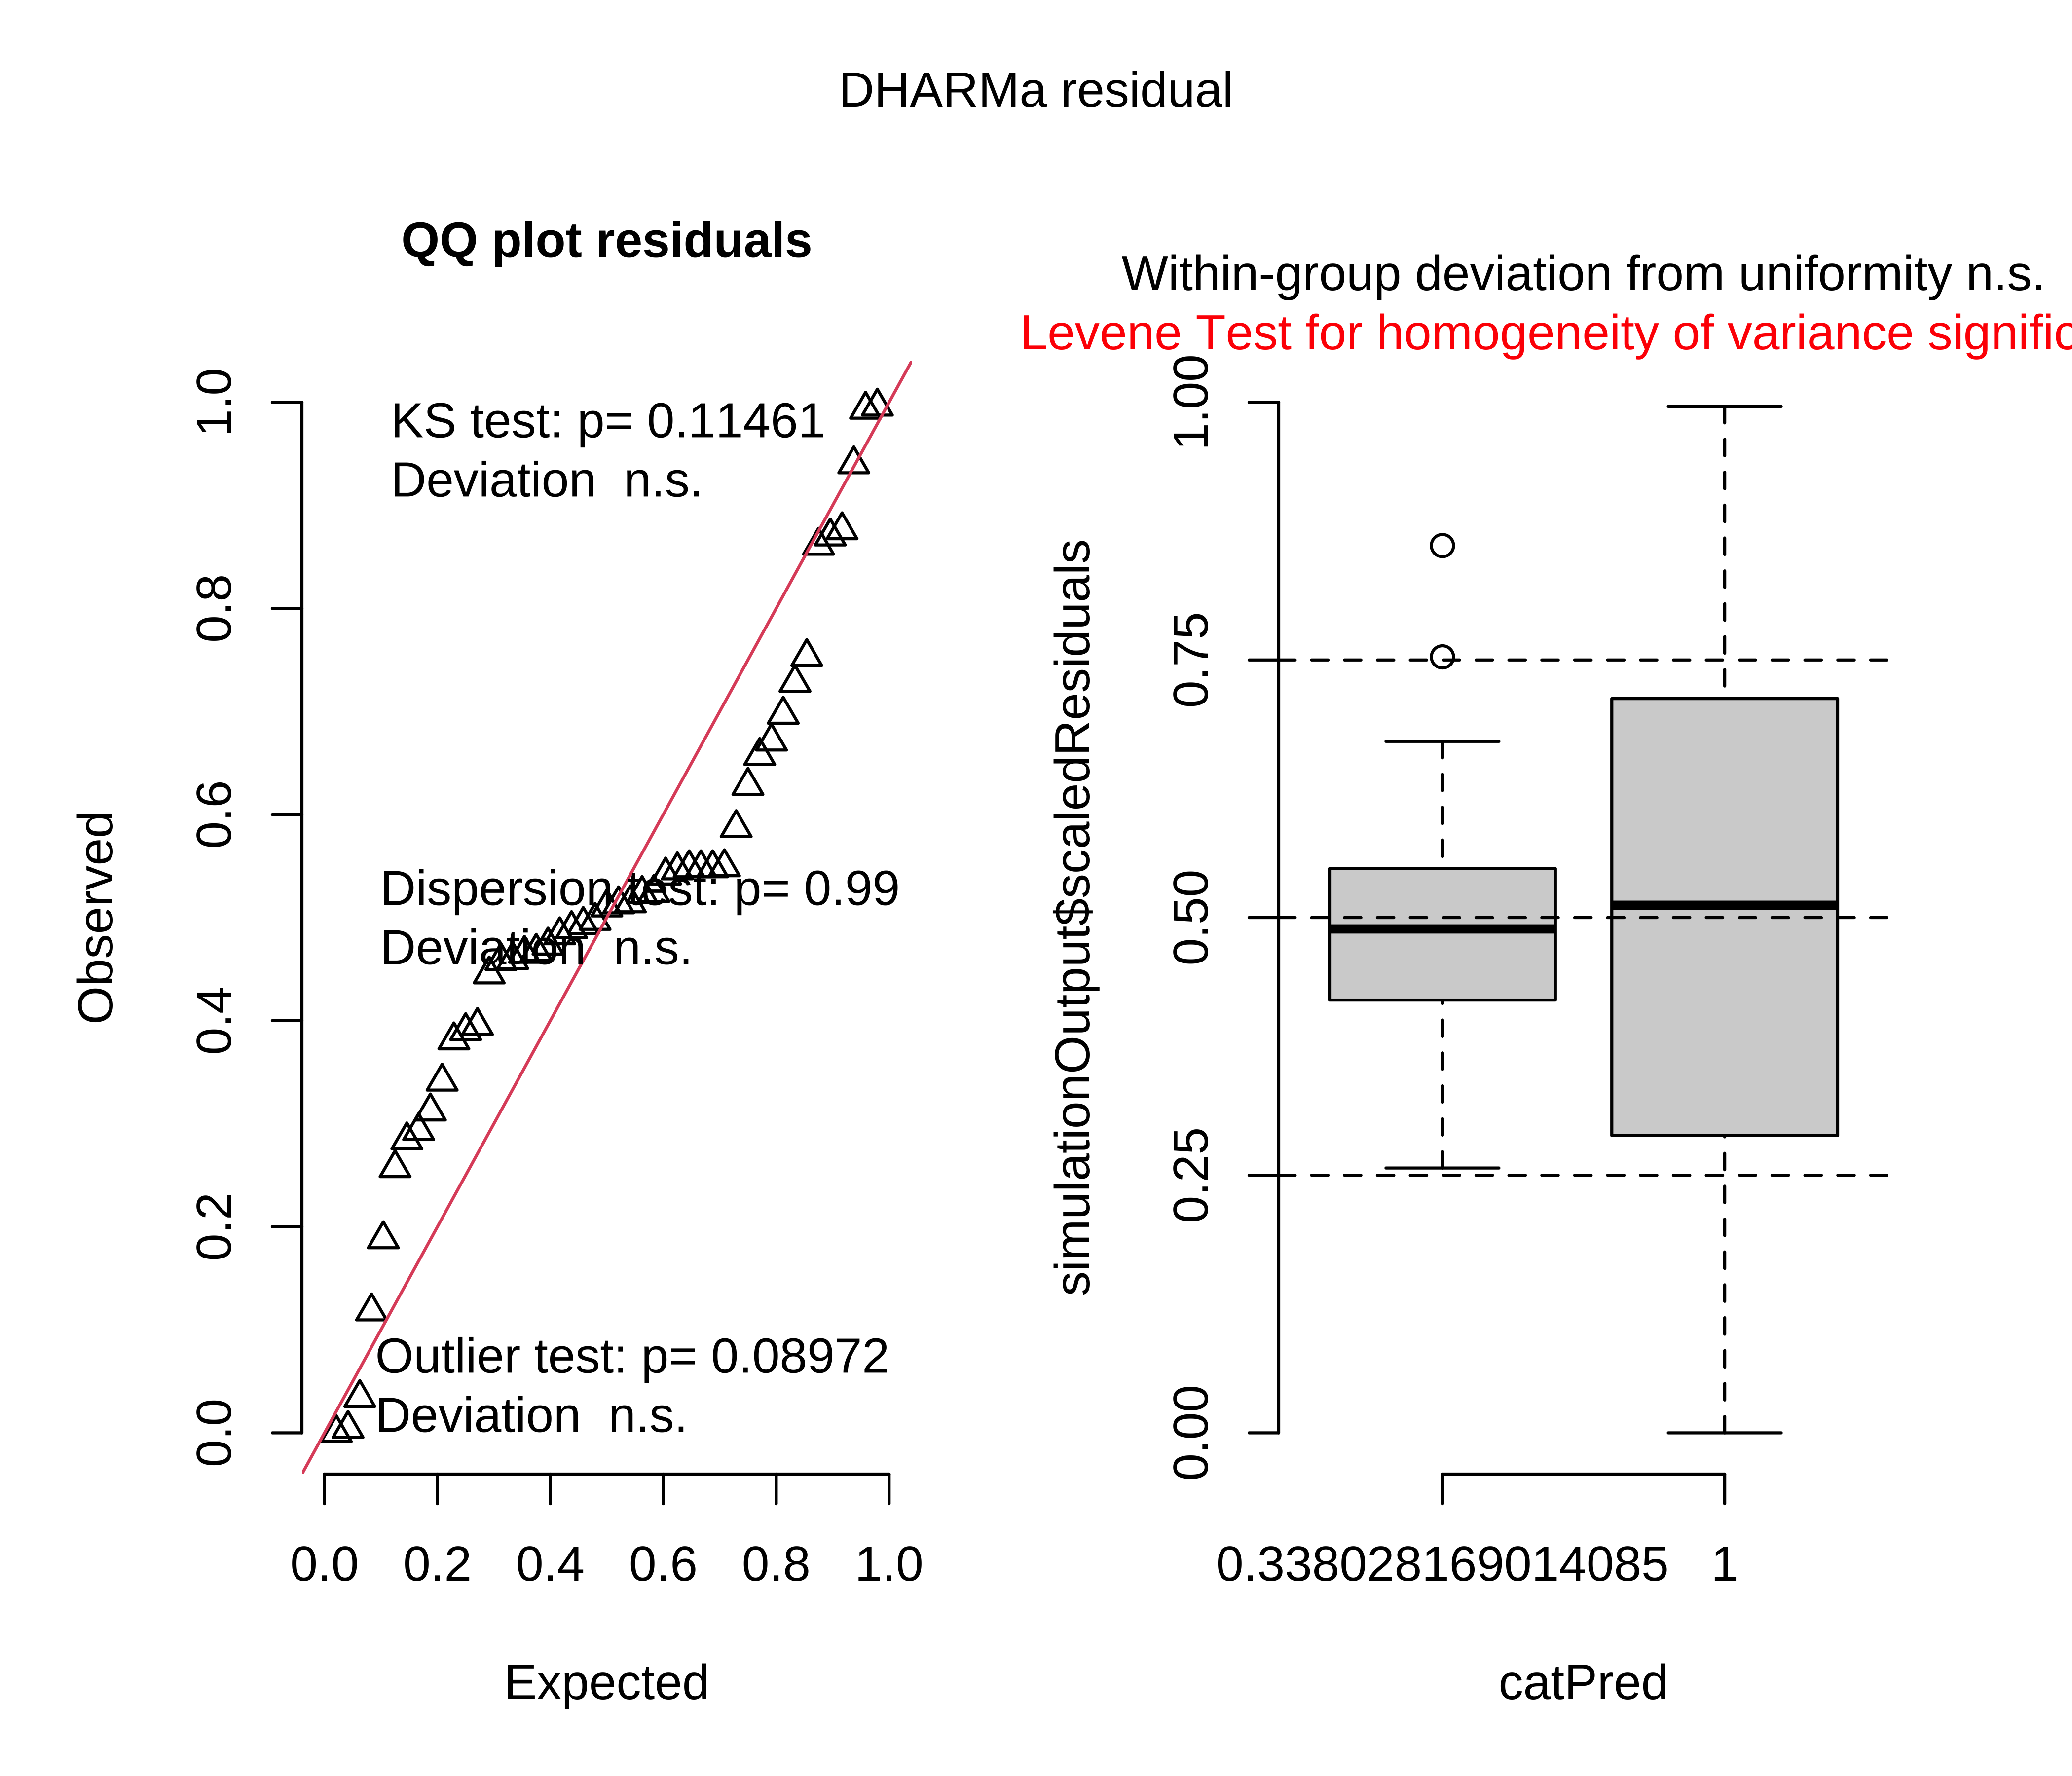 DHARMa residual
QQ plot residuals
KS test: p= 0.11461
Deviation  n.s.
Dispersion test: p= 0.99
Deviation  n.s.
Outlier test: p= 0.08972
Deviation  n.s.
Observed
0.0
0.2
0.4
0.6
0.8
1.0
0.0 0.2 0.4 0.6 0.8 1.0
Expected
Within-group deviation from uniformity n.s.
Levene Test for homogeneity of variance signific
simulationOutput$scaledResiduals
0.00
0.25
0.50
0.75
1.00
0.338028169014085 1
catPred